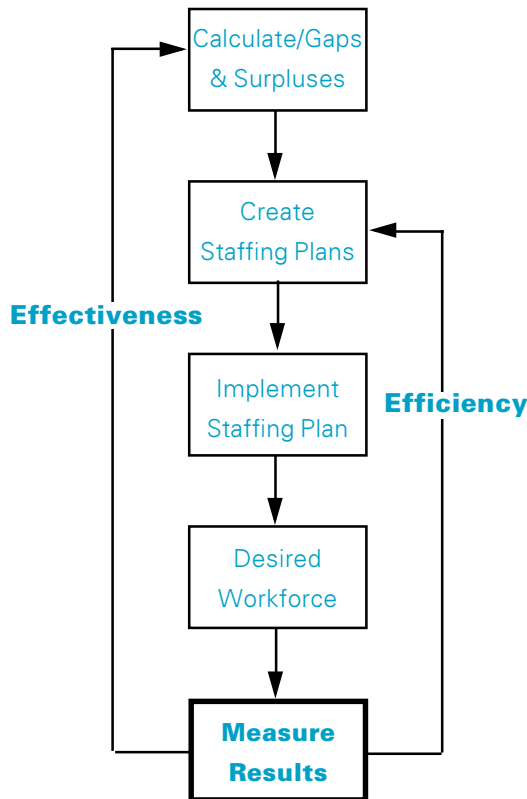 Calculate/Gaps
& Surpluses
Create
Staffing Plans
Effectiveness
Implement
Staffing Plan
Efficiency
Desired
Workforce
Measure
Results